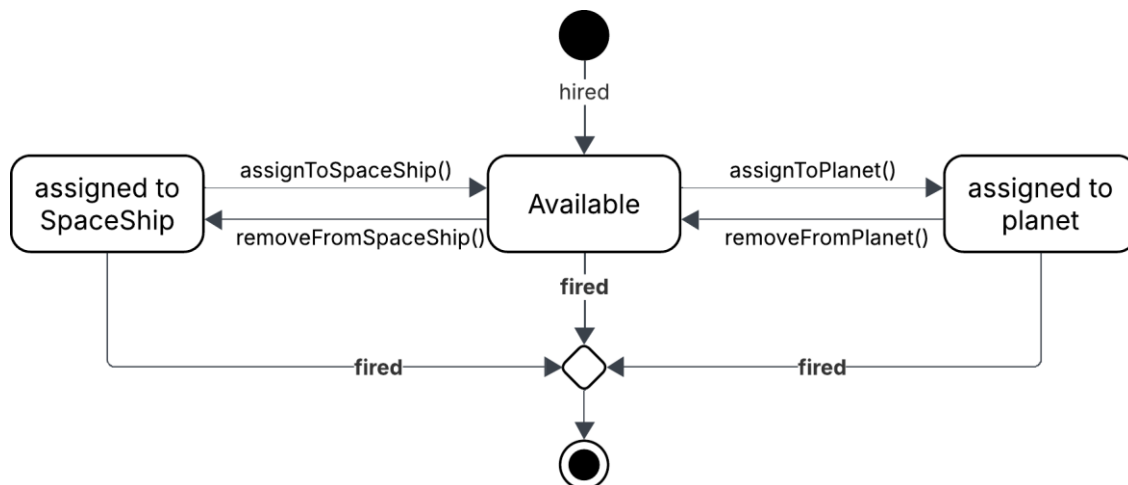 hired
assigned to
SpaceShip
assignToSpaceShip()
removeFromSpaceShip()
Available
assignToPlanet()
removeFromPlanet()
assigned to
planet
fired
fired
fired